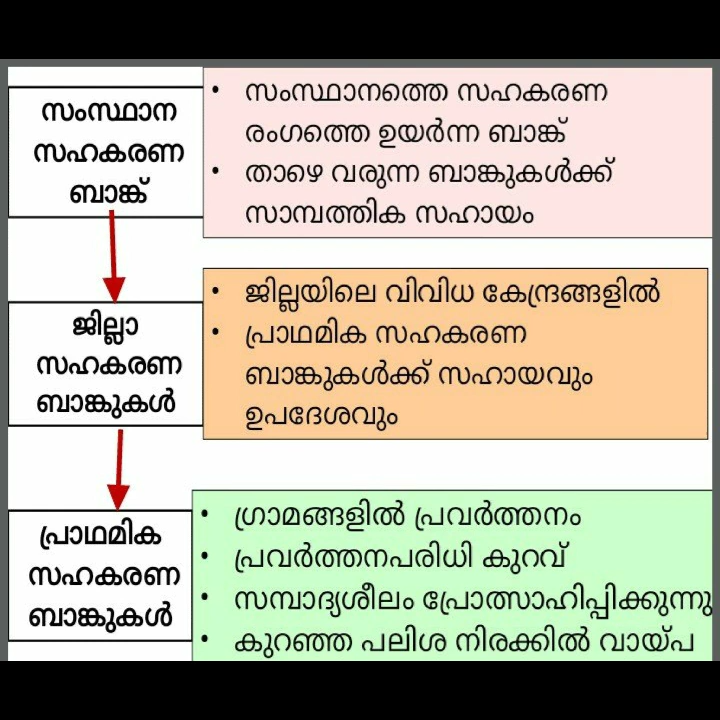 സംസ്ഥാന
സഹകരണ
ബാങ്ക്
• സംസ്ഥാനത്തെ സഹകരണ
രംഗത്തെ ഉയർന്ന ബാങ്ക്
• താഴെ വരുന്ന ബാങ്കുകൾക്ക്
സാമ്പത്തിക സഹായം
ജില്ലാ
സഹകരണ
ബാങ്കുകൾ
• ജില്ലയിലെ വിവിധ കേന്ദ്രങ്ങളിൽ
• പ്രാഥമിക സഹകരണ
ബാങ്കുകൾക്ക് സഹായവും
ഉപദേശവും
പ്രാഥമിക
സഹകരണ
ബാങ്കുകൾ
• ഗ്രാമങ്ങളിൽ പ്രവർത്തനം
• പ്രവർത്തനപരിധി കുറവ്
• സമ്പാദ്യശീലം പ്രോത്സാഹിപ്പിക്കുന്നു
• കുറഞ്ഞ പലിശ നിരക്കിൽ വായ്പ